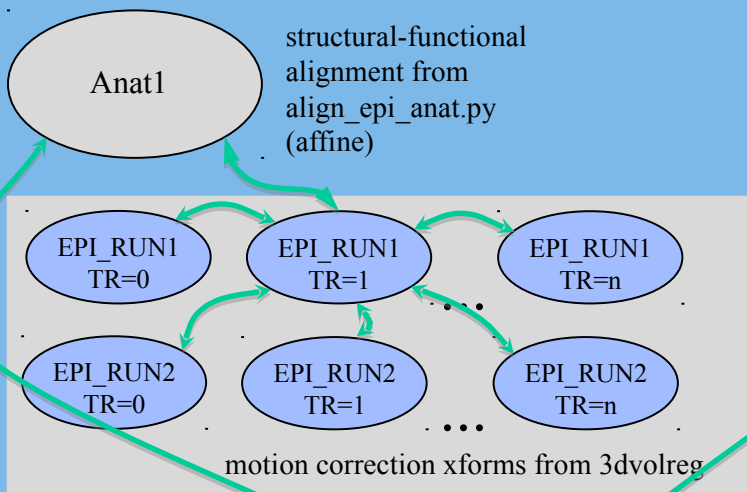 Anat1
structural-functional
alignment from
align_epi_anat.py
(affine)
EPI_RUN1
TR=0
EPI_RUN1
TR=1
EPI_RUN1
TR=n
...
EPI_RUN2
TR=0
EPI_RUN2
TR=1
EPI_RUN2
TR=n
...
motion correction xforms from 3dvolreg